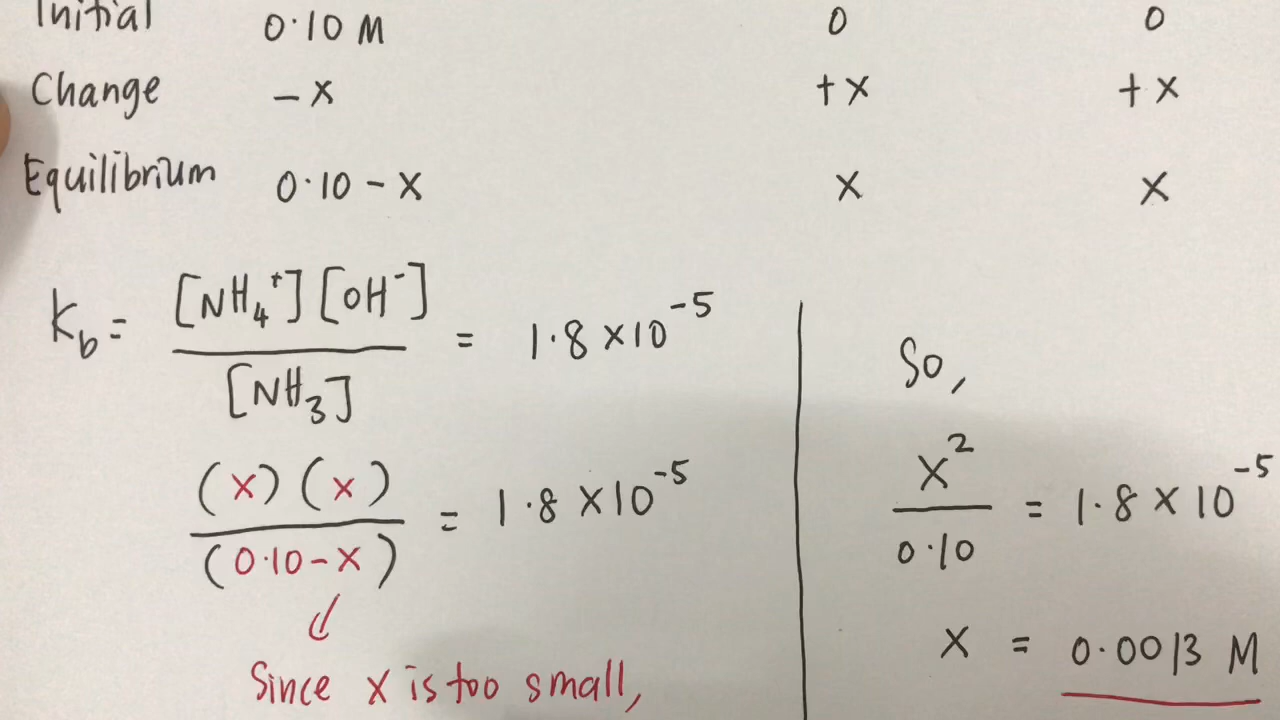 Initial 0.10 M 0 0
Change -x +x +x
Equilibrium 0.10 - x x x
Kb = [NH4+][OH-] / [NH3] = 1.8 x 10^-5
(x)(x) / (0.10-x) = 1.8 x 10^-5
Since x is too small,
So,
x^2 / 0.10 = 1.8 x 10^-5
x = 0.0013 M